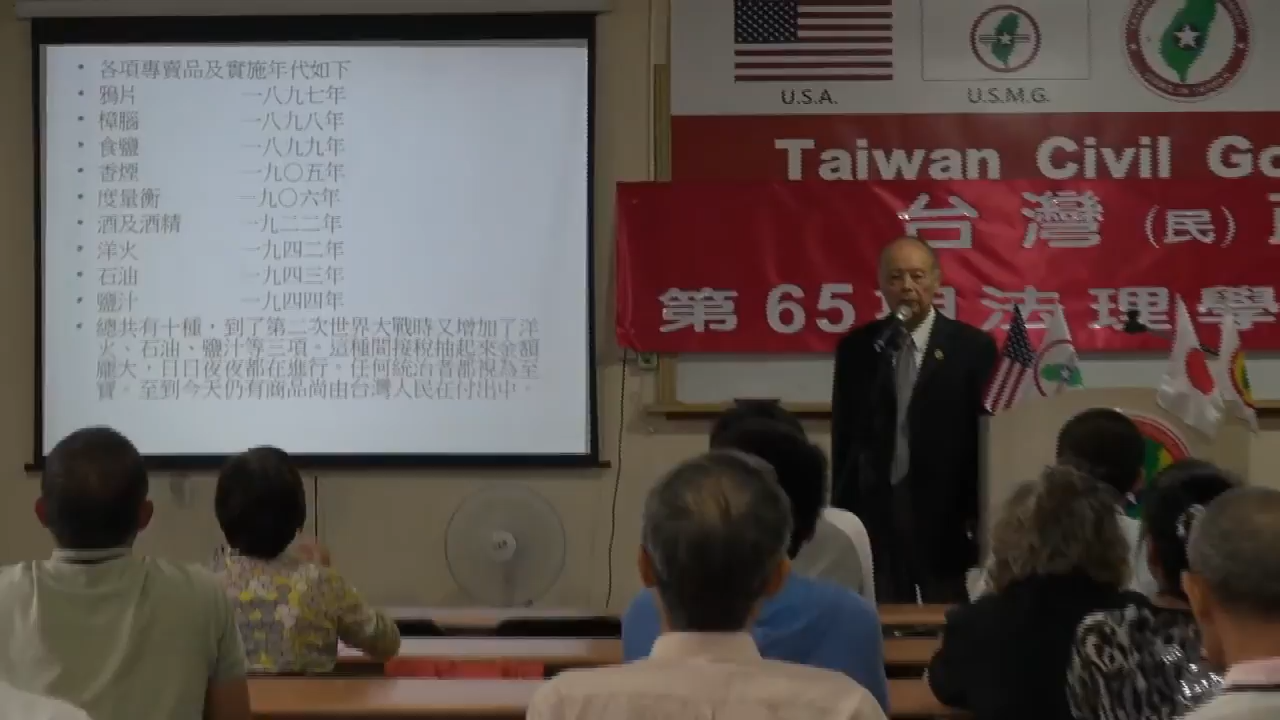 各項專賣品及實施年代如下
鴉片 一八九七年
樟腦 一八九八年
食鹽 一八九九年
香煙 一九〇五年
度量衡 一九〇六年
酒及酒精 一九二二年
洋火 一九四二年
石油 一九四三年
鹽汁 一九四四年
總共有十種，到了第二次世界大戰時又增加了洋
火、石油、鹽汁等三項。這種間接稅抽起來金額
龐大，日日夜夜都在進行。任何統治者都視為至
寶。至到今天仍有商品尚由台灣人民在付出中。
U.S.A.
U.S.M.G.
Taiwan Civil Go
台灣（民）
第65期法理學